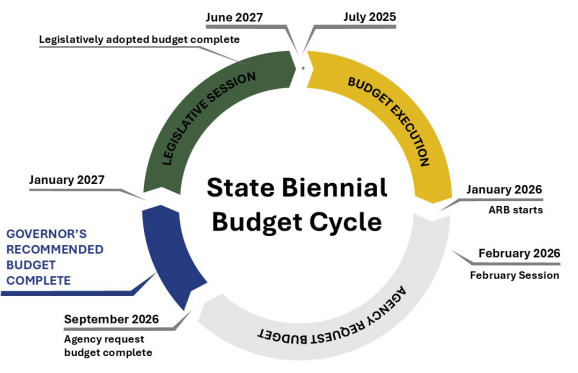 June 2027
July 2025
Legislatively adopted budget complete
LEGISLATIVE SESSION
BUDGET EXECUTION
January 2027
State Biennial
Budget Cycle
January 2026
ARB starts
GOVERNOR’S
RECOMMENDED
BUDGET
COMPLETE
February 2026
February Session
AGENCY REQUEST BUDGET
September 2026
Agency request
budget complete